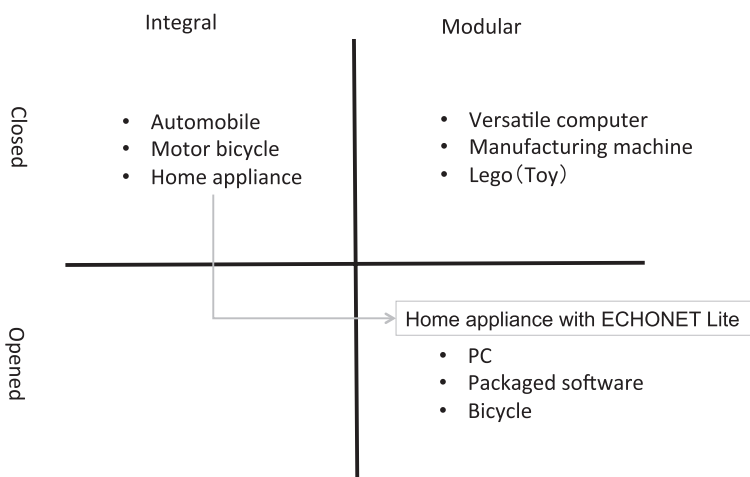 Integral
Modular
Closed
• Automobile
• Motor bicycle
• Home appliance
• Versatile computer
• Manufacturing machine
• Lego（Toy）
Opened
Home appliance with ECHONET Lite
• PC
• Packaged software
• Bicycle